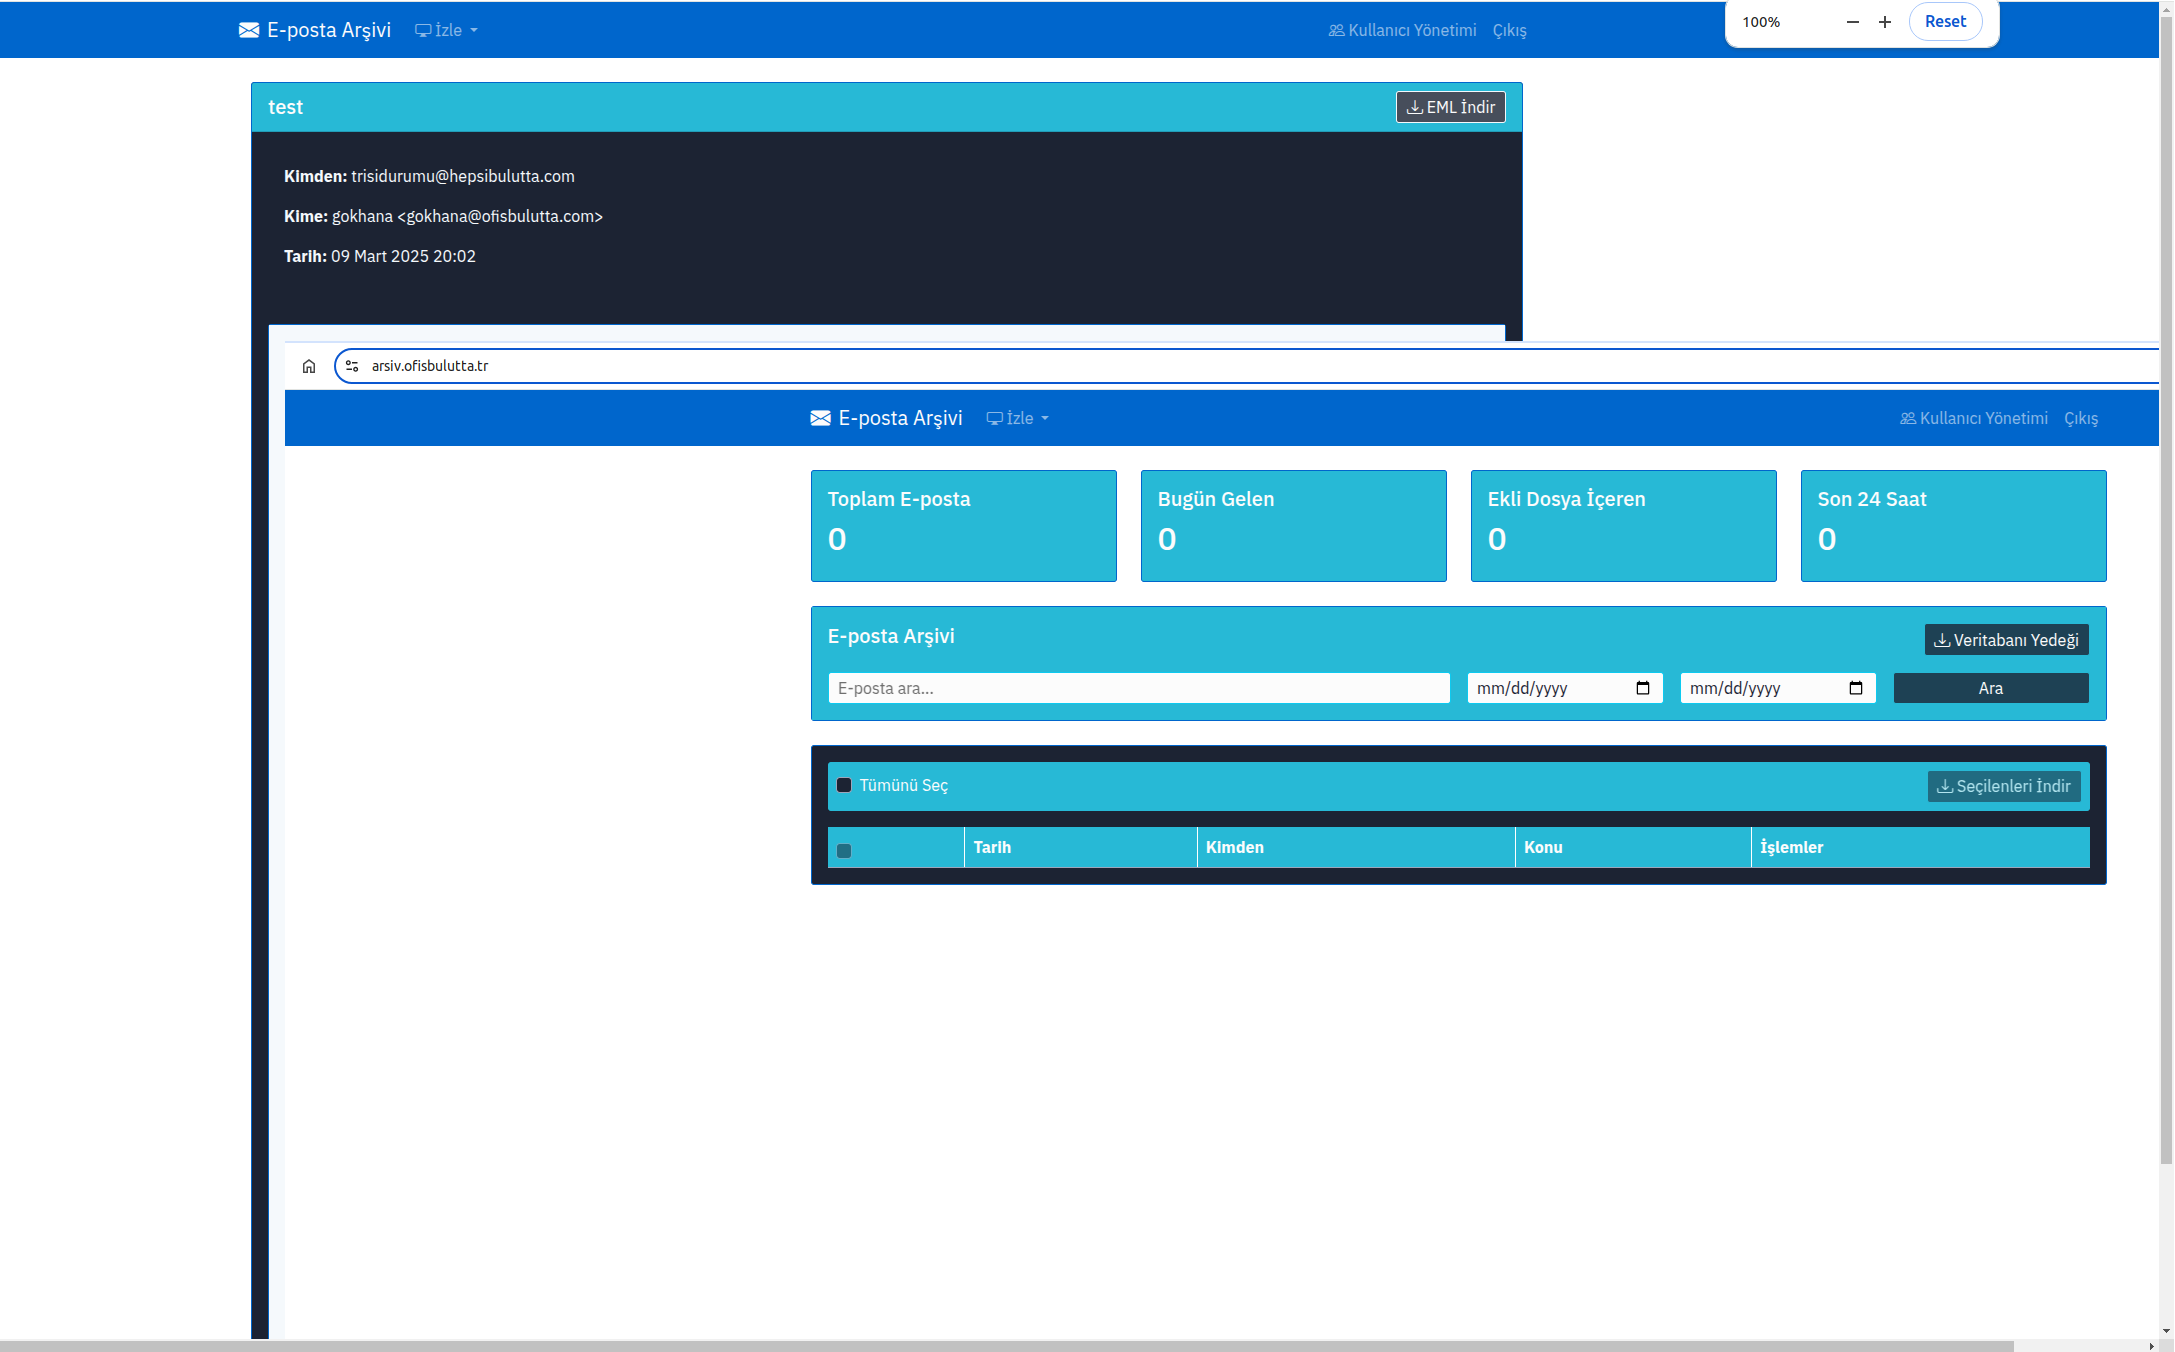 E-posta Arşivi İzle Kullanıcı Yönetimi Çıkış 100% Reset
test EML İndir
Kimden: trisidurumu@hepsibulutta.com
Kime: gokhana <gokhana@ofisbulutta.com>
Tarih: 09 Mart 2025 20:02
arsiv.ofisbulutta.tr
E-posta Arşivi İzle Kullanıcı Yönetimi Çıkış
Toplam E-posta Bugün Gelen Ekli Dosya İçeren Son 24 Saat
0 0 0 0
E-posta Arşivi Veritabanı Yedeği
E-posta ara... mm/dd/yyyy mm/dd/yyyy Ara
Tümünü Seç Seçilenleri İndir
Tarih Kimden Konu İşlemler